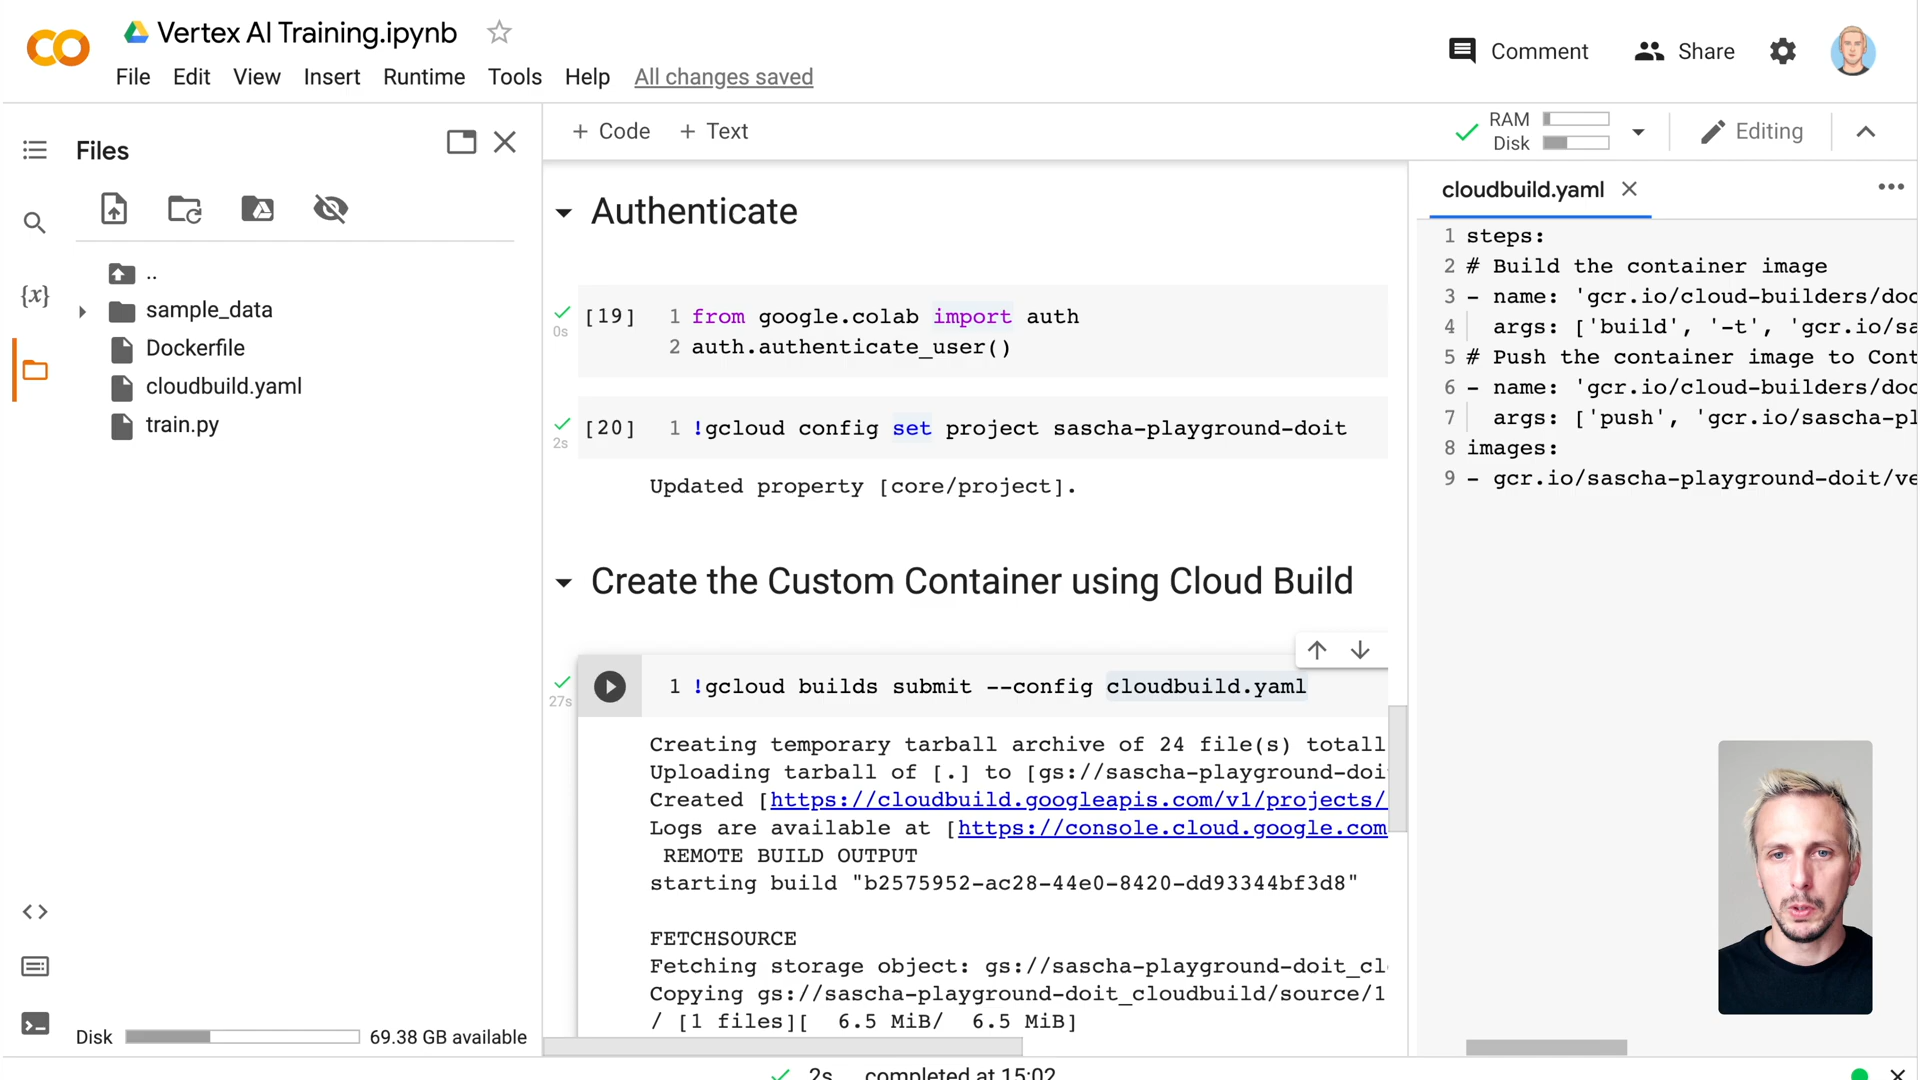 Vertex AI Training.ipynb
File Edit View Insert Runtime Tools Help All changes saved
Comment Share
Files
..
sample_data
Dockerfile
cloudbuild.yaml
train.py
{x}
Disk 69.38 GB available
+ Code + Text
RAM
Disk
Editing
Authenticate
0s
[19] 1 from google.colab import auth
2 auth.authenticate_user()
2s
[20] 1 !gcloud config set project sascha-playground-doit
Updated property [core/project].
Create the Custom Container using Cloud Build
27s
1 !gcloud builds submit --config cloudbuild.yaml
Creating temporary tarball archive of 24 file(s) totall
Uploading tarball of [.] to [gs://sascha-playground-doi
Created [https://cloudbuild.googleapis.com/v1/projects/
Logs are available at [https://console.cloud.google.com
REMOTE BUILD OUTPUT
starting build "b2575952-ac28-44e0-8420-dd93344bf3d8"
FETCHSOURCE
Fetching storage object: gs://sascha-playground-doit_cl
Copying gs://sascha-playground-doit_cloudbuild/source/1
/ [1 files][ 6.5 MiB/ 6.5 MiB]
cloudbuild.yaml
1 steps:
2 # Build the container image
3 - name: 'gcr.io/cloud-builders/doc
4 args: ['build', '-t', 'gcr.io/sa
5 # Push the container image to Cont
6 - name: 'gcr.io/cloud-builders/doc
7 args: ['push', 'gcr.io/sascha-pl
8 images:
9 - gcr.io/sascha-playground-doit/ve
2s completed at 15:02